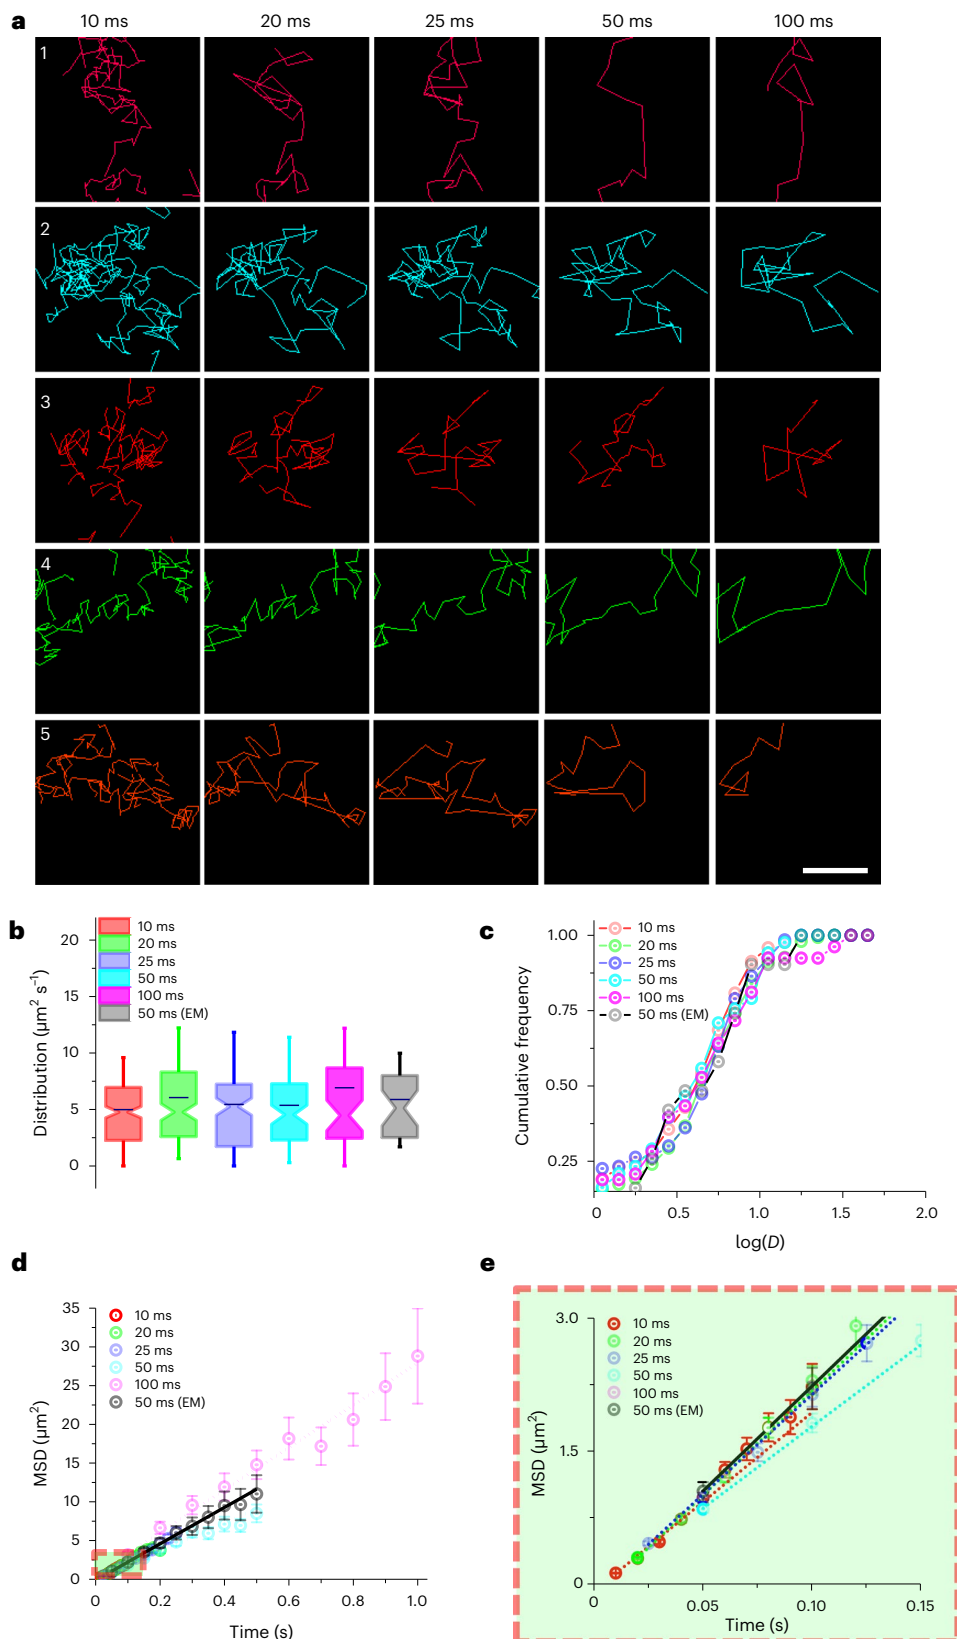 a
10 ms 20 ms 25 ms 50 ms 100 ms
1
2
3
4
5
b
Distribution (µm² s⁻¹)
20
15
10
5
0
10 ms
20 ms
25 ms
50 ms
100 ms
50 ms (EM)
c
Cumulative frequency
1.00
0.75
0.50
0.25
10 ms
20 ms
25 ms
50 ms
100 ms
50 ms (EM)
0 0.5 1.0 1.5 2.0
log(D)
d
MSD (µm²)
35
30
25
20
15
10
5
0
10 ms
20 ms
25 ms
50 ms
100 ms
50 ms (EM)
0 0.2 0.4 0.6 0.8 1.0
Time (s)
e
MSD (µm²)
3.0
1.5
0
10 ms
20 ms
25 ms
50 ms
100 ms
50 ms (EM)
0 0.05 0.10 0.15
Time (s)